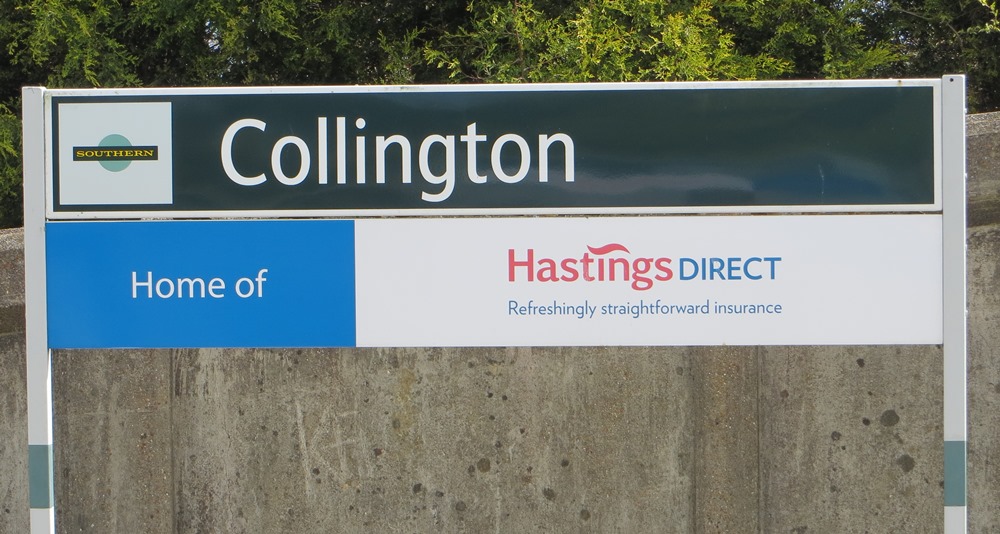 SOUTHERN
Collington
Home of
Hastings DIRECT
Refreshingly straightforward insurance